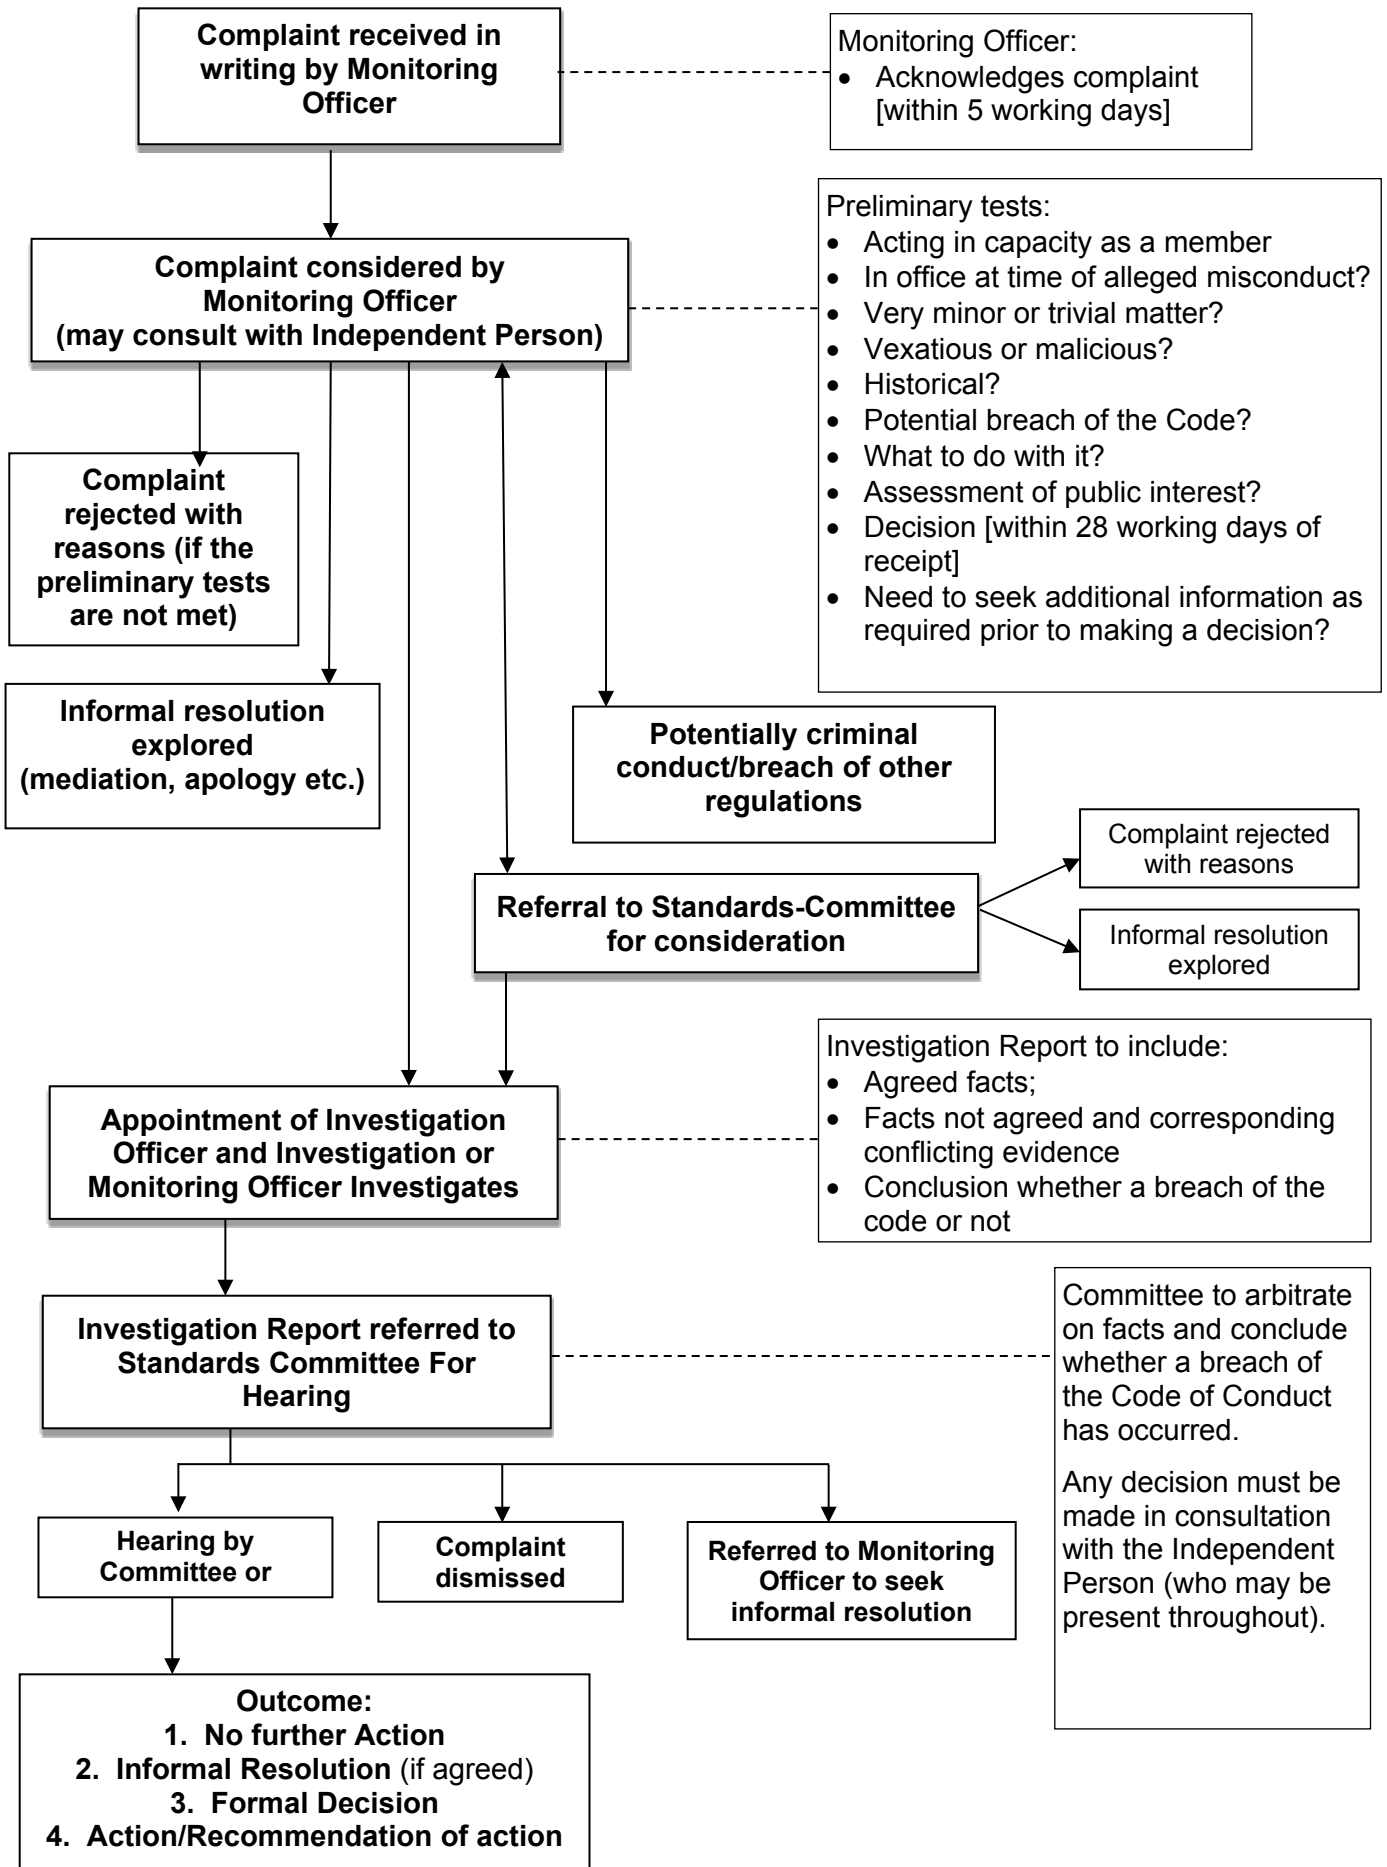 Complaint received in
writing by Monitoring
Officer
Monitoring Officer:
• Acknowledges complaint
[within 5 working days]
Complaint considered by
Monitoring Officer
(may consult with Independent Person)
Preliminary tests:
• Acting in capacity as a member
• In office at time of alleged misconduct?
• Very minor or trivial matter?
• Vexatious or malicious?
• Historical?
• Potential breach of the Code?
• What to do with it?
• Assessment of public interest?
• Decision [within 28 working days of
receipt]
• Need to seek additional information as
required prior to making a decision?
Complaint
rejected with
reasons (if the
preliminary tests
are not met)
Informal resolution
explored
(mediation, apology etc.)
Potentially criminal
conduct/breach of other
regulations
Referral to Standards-Committee
for consideration
Complaint rejected
with reasons
Informal resolution
explored
Appointment of Investigation
Officer and Investigation or
Monitoring Officer Investigates
Investigation Report to include:
• Agreed facts;
• Facts not agreed and corresponding
conflicting evidence
• Conclusion whether a breach of the
code or not
Investigation Report referred to
Standards Committee For
Hearing
Committee to arbitrate
on facts and conclude
whether a breach of
the Code of Conduct
has occurred.
Any decision must be
made in consultation
with the Independent
Person (who may be
present throughout).
Hearing by
Committee or
Complaint
dismissed
Referred to Monitoring
Officer to seek
informal resolution
Outcome:
1. No further Action
2. Informal Resolution (if agreed)
3. Formal Decision
4. Action/Recommendation of action